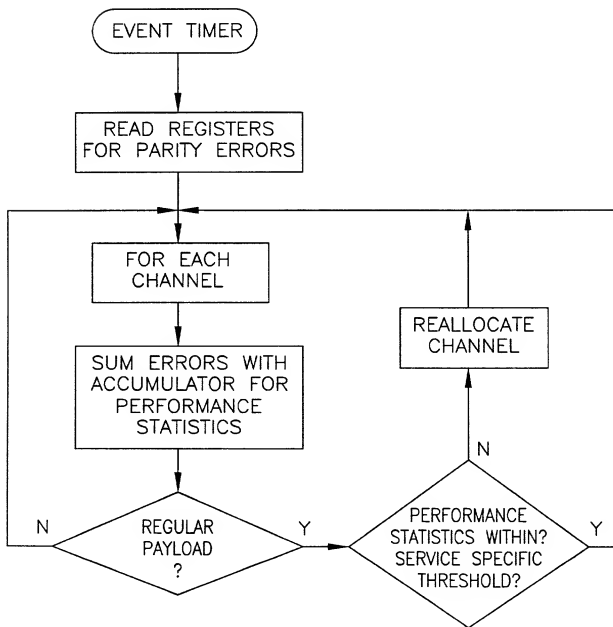 EVENT TIMER
READ REGISTERS
FOR PARITY ERRORS
FOR EACH
CHANNEL
SUM ERRORS WITH
ACCUMULATOR FOR
PERFORMANCE
STATISTICS
REALLOCATE
CHANNEL
N
REGULAR
PAYLOAD
?
Y
N
PERFORMANCE
STATISTICS WITHIN?
SERVICE SPECIFIC
THRESHOLD?
Y